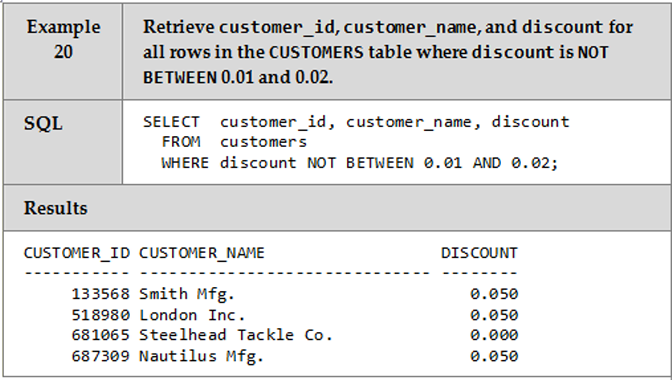 Example 20
Retrieve customer_id, customer_name, and discount for
all rows in the CUSTOMERS table where discount is NOT
BETWEEN 0.01 and 0.02.
SQL
SELECT  customer_id, customer_name, discount
  FROM  customers
  WHERE discount NOT BETWEEN 0.01 AND 0.02;
Results
CUSTOMER_ID CUSTOMER_NAME                  DISCOUNT
----------- ------------------------------ --------
     133568 Smith Mfg.                        0.050
     518980 London Inc.                       0.050
     681065 Steelhead Tackle Co.              0.000
     687309 Nautilus Mfg.                     0.050